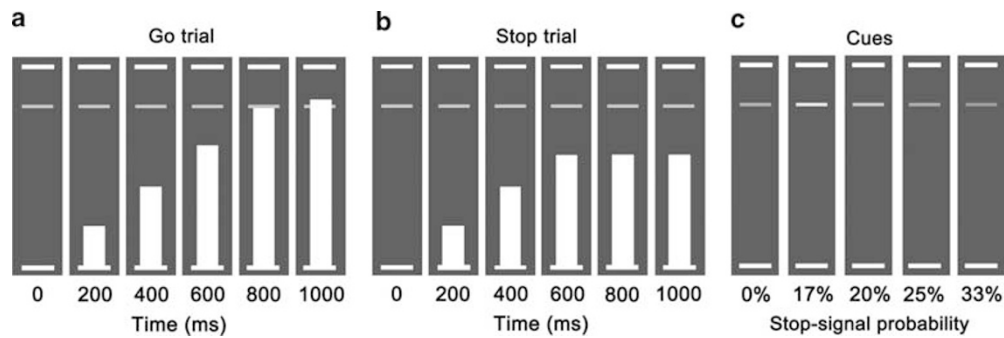 a
Go trial
0 200 400 600 800 1000
Time (ms)
b
Stop trial
0 200 400 600 800 1000
Time (ms)
c
Cues
0% 17% 20% 25% 33%
Stop-signal probability